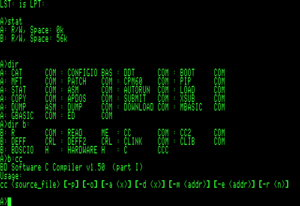 LST: is LPT:
A>stat
A: R/W, Space: 0k
B: R/W, Space: 56k
A>dir
A: CAT COM : CONFIGIO BAS : DDT COM : BOOT COM
A: MFT COM : PATCH COM : CPM60 COM : PIP COM
A: STAT COM : ASM COM : AUTORUN COM : LOAD COM
A: COPY COM : APDOS COM : SUBMIT COM : XSUB COM
A: DUMP ASM : DUMP COM : DOWNLOAD COM : MBASIC COM
A: GBASIC COM : ED COM
A>dir b:
B: R COM : READ ME : CC COM : CC2 COM
B: DEFF CRL : DEFF2 CRL : CLINK COM : CLIB COM
B: BDSCIO H : HARDWARE H : C CCC
A>b:cc
BD Software C Compiler v1.50 (part I)
Usage:
cc <source_file> [-p] [-o] [-a <x>] [-d <x>] [-m <addr>] [-e <addr>] [-r <n>]
A>